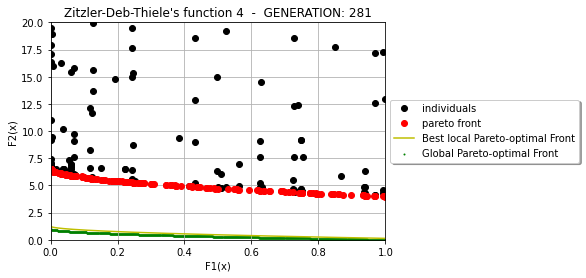 Zitzler-Deb-Thiele's function 4 - GENERATION: 281
F2(x)
20.0
17.5
15.0
12.5
10.0
7.5
5.0
2.5
0.0
0.0 0.2 0.4 0.6 0.8 1.0
F1(x)
individuals
pareto front
Best local Pareto-optimal Front
Global Pareto-optimal Front